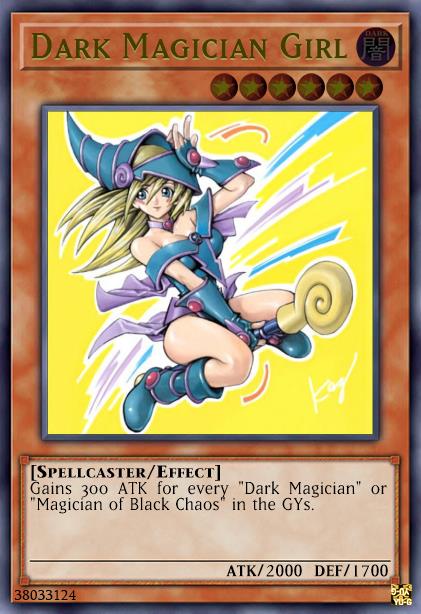 DARK MAGICIAN GIRL
DARK
闇
[SPELLCASTER/EFFECT]
Gains 300 ATK for every "Dark Magician" or
"Magician of Black Chaos" in the GYs.
ATK/2000 DEF/1700
38033124